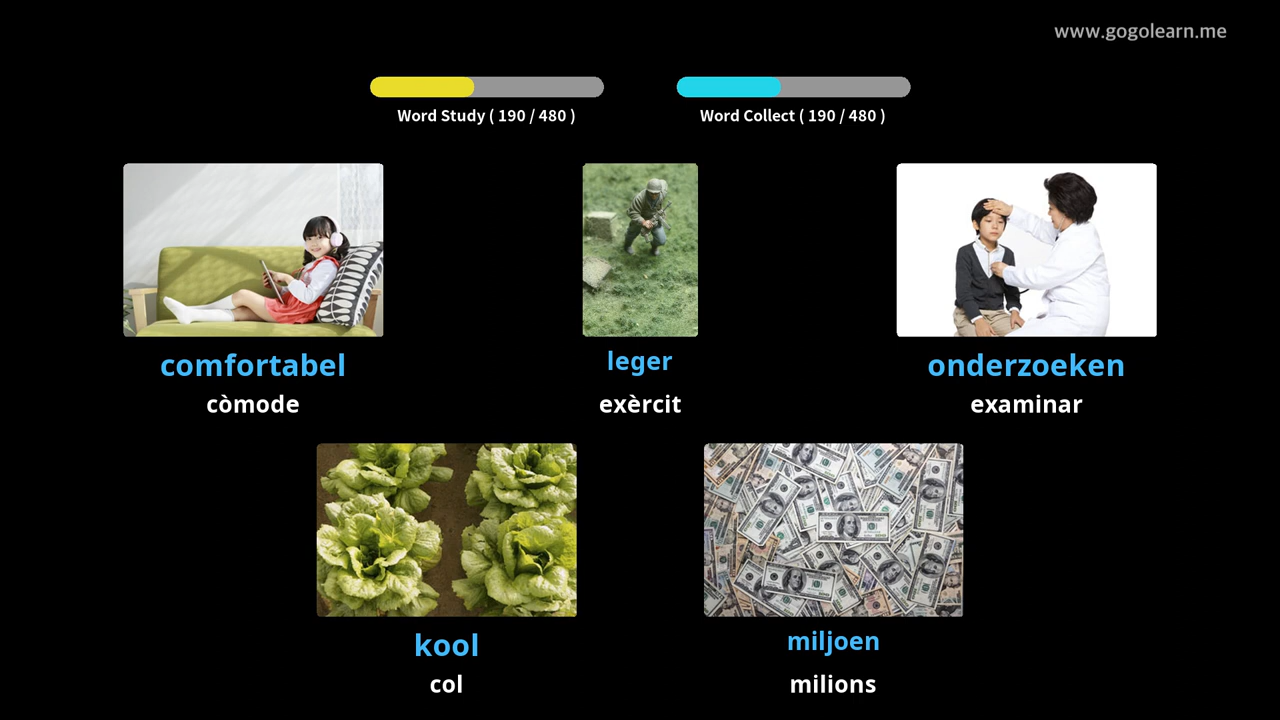 www.gogolearn.me
Word Study ( 190 / 480 )
Word Collect ( 190 / 480 )
comfortabel
còmode
leger
exèrcit
onderzoeken
examinar
kool
col
miljoen
milions